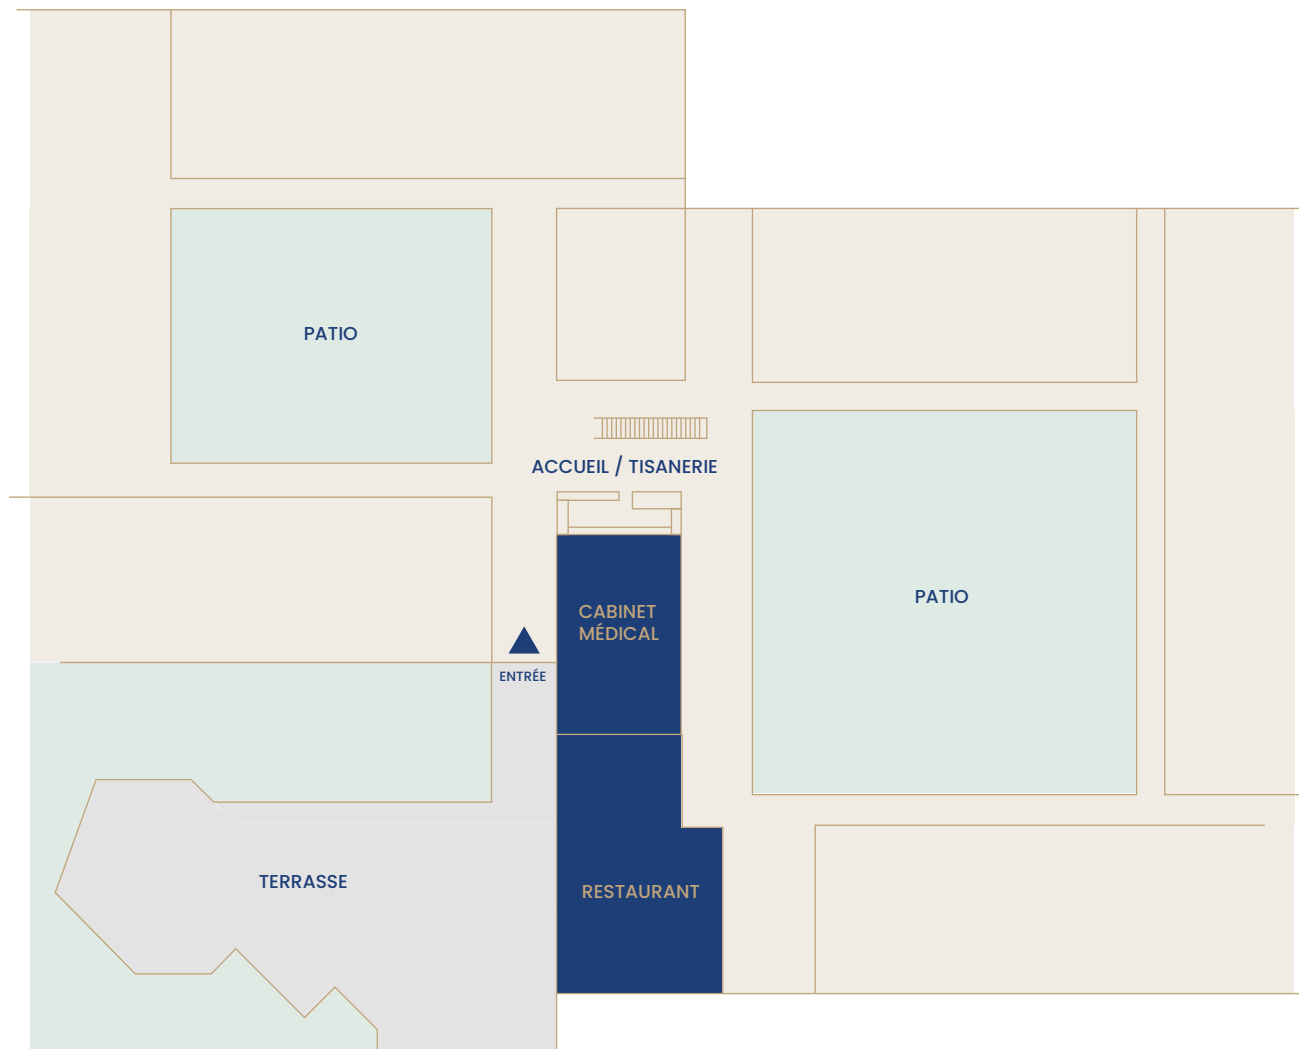 PATIO
ACCUEIL / TISANERIE
PATIO
CABINET
MÉDICAL
ENTRÉE
TERRASSE
RESTAURANT